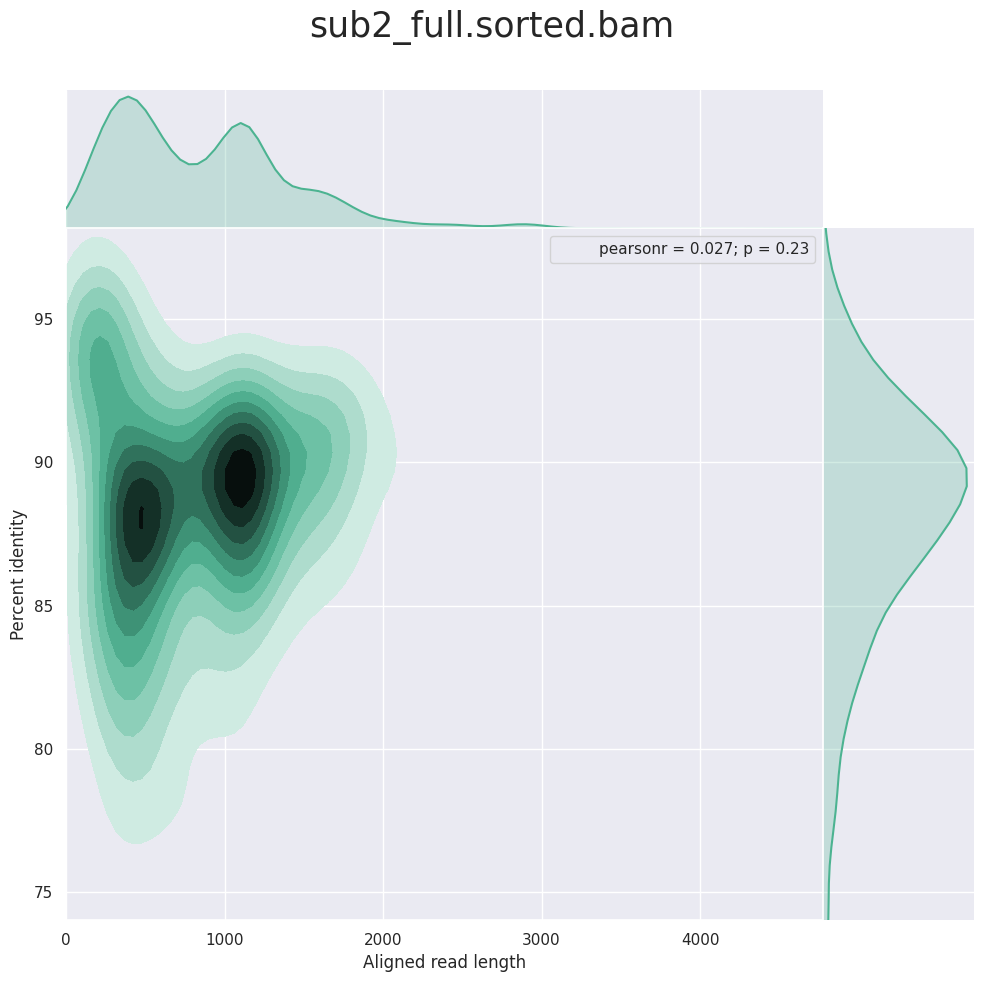 sub2_full.sorted.bam
pearsonr = 0.027; p = 0.23
95
90
85
80
75
Percent identity
0 1000 2000 3000 4000
Aligned read length